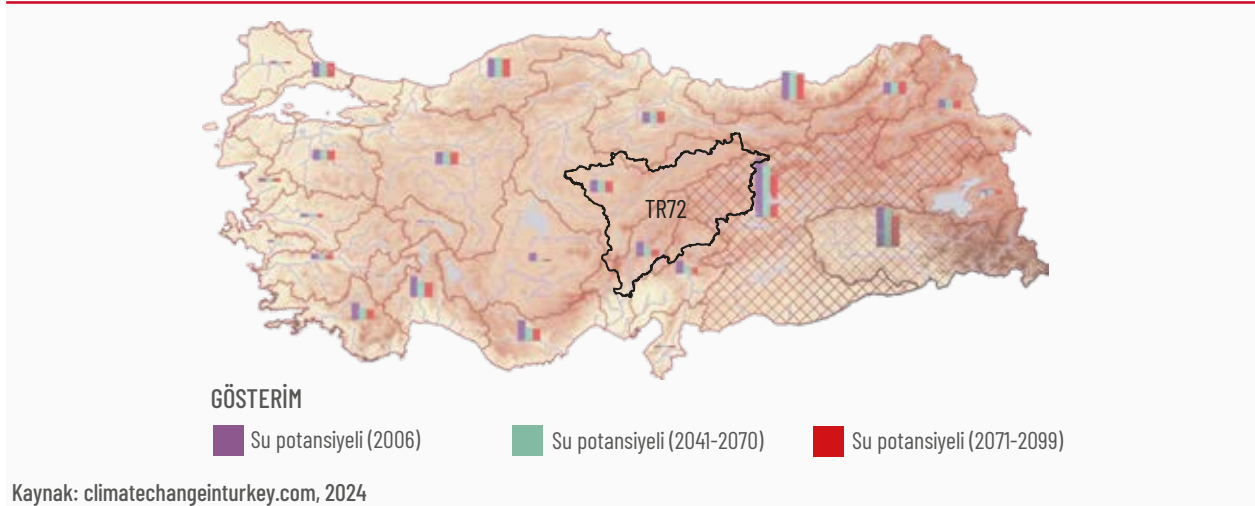 TR72
GÖSTERİM
Su potansiyeli (2006)
Su potansiyeli (2041-2070)
Su potansiyeli (2071-2099)
Kaynak: climatechangeinturkey.com, 2024